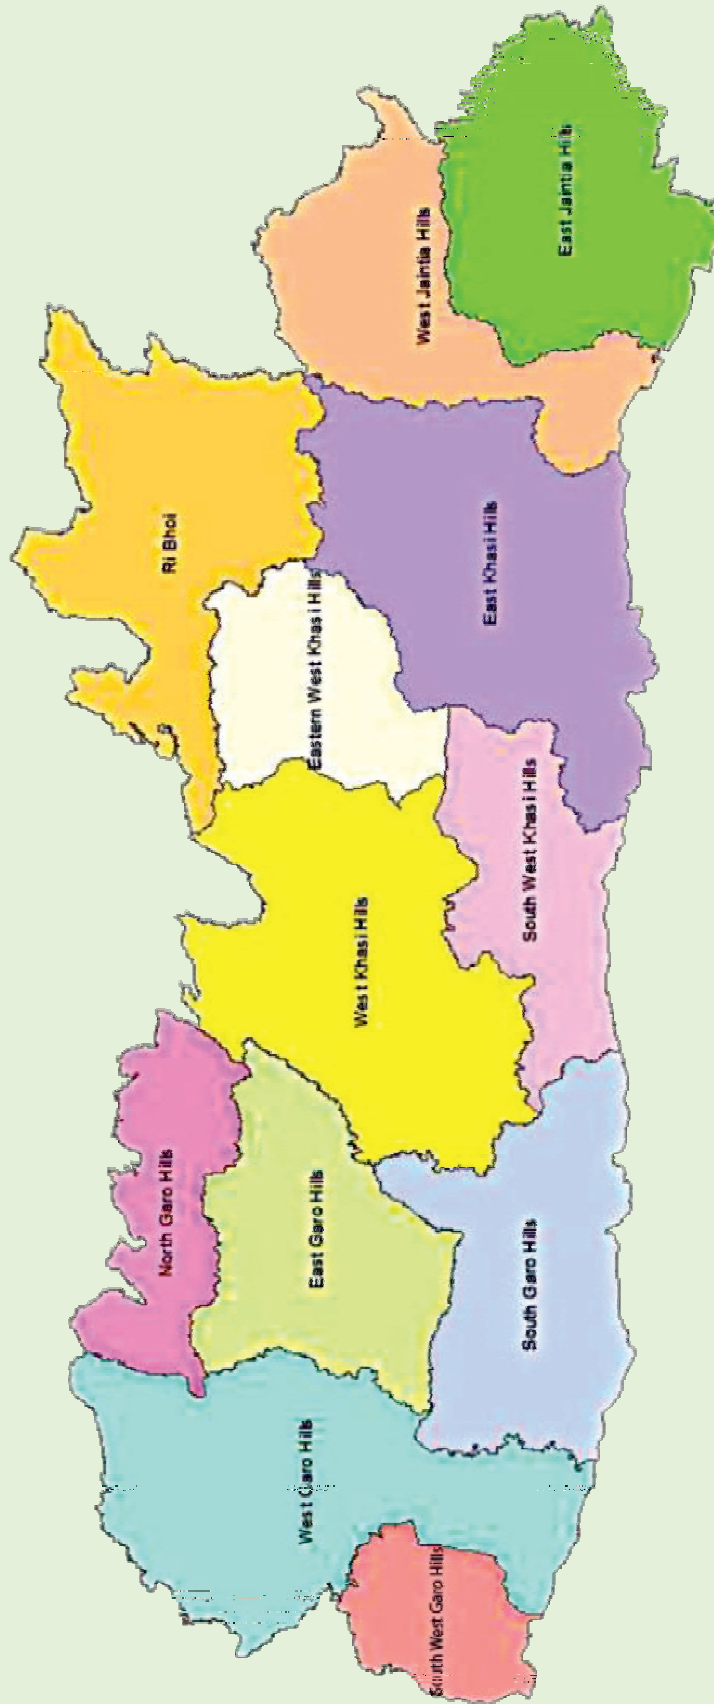 North Garo Hills
Ri Bhoi
West Garo Hills
East Garo Hills
Eastern West Khasi Hills
West Khasi Hills
West Jaintia Hills
South West Garo Hills
East Khasi Hills
South Garo Hills
South West Khasi Hills
East Jaintia Hills